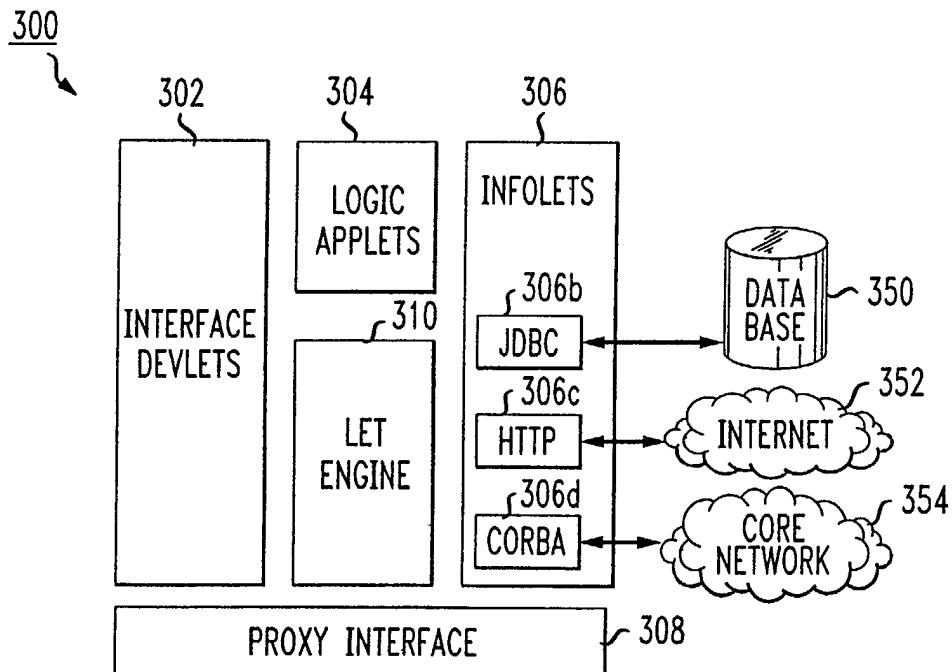 300
302
304
306
LOGIC
APPLETS
INFOLETS
INTERFACE
DEVLETS
310
LET
ENGINE
306b
JDBC
DATA
BASE
350
306c
HTTP
352
INTERNET
306d
CORBA
354
CORE
NETWORK
PROXY INTERFACE
308